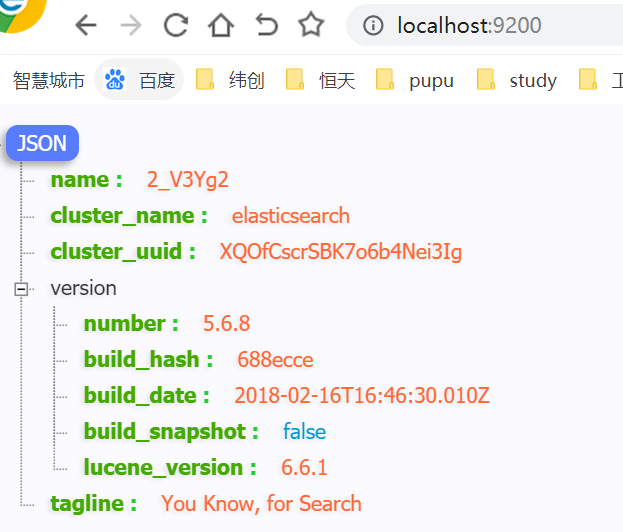 localhost:9200
智慧城市 百度 纬创 恒天 pupu study
JSON
name : 2_V3Yg2
cluster_name : elasticsearch
cluster_uuid : XQOfCscrSBK7o6b4Nei3Ig
version
number : 5.6.8
build_hash : 688ecce
build_date : 2018-02-16T16:46:30.010Z
build_snapshot : false
lucene_version : 6.6.1
tagline : You Know, for Search